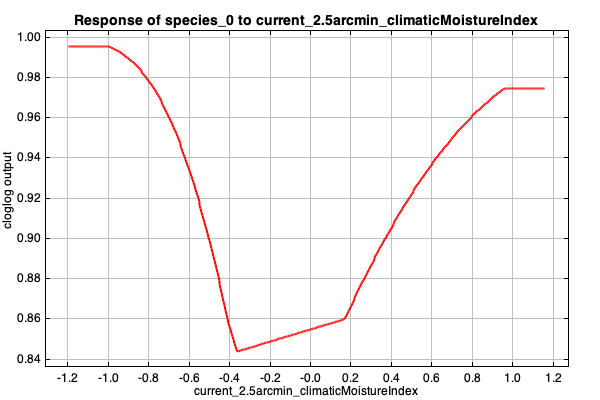 Response of species_0 to current_2.5arcmin_climaticMoistureIndex
1.00
0.98
0.96
0.94
0.92
0.90
0.88
0.86
0.84
cloglog output
-1.2 -1.0 -0.8 -0.6 -0.4 -0.2 -0.0 0.2 0.4 0.6 0.8 1.0 1.2
current_2.5arcmin_climaticMoistureIndex